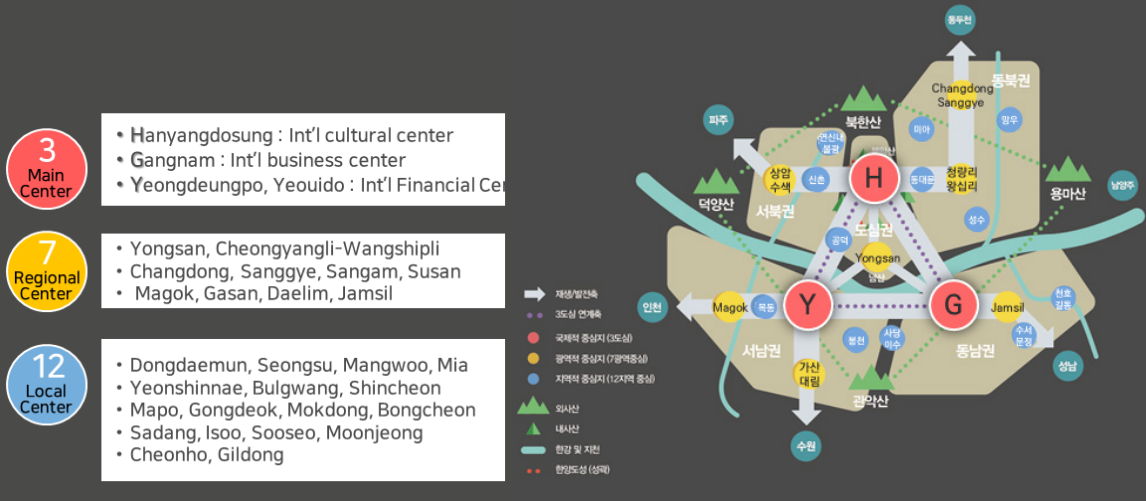 3
Main
Center
• Hanyangdosung : Int'l cultural center
• Gangnam : Int'l business center
• Yeongdeungpo, Yeouido : Int'l Financial Cer
7
Regional
Center
• Yongsan, Cheongyangli-Wangshipli
• Changdong, Sanggye, Sangam, Susan
• Magok, Gasan, Daelim, Jamsil
12
Local
Center
• Dongdaemun, Seongsu, Mangwoo, Mia
• Yeonshinnae, Bulgwang, Shincheon
• Mapo, Gongdeok, Mokdong, Bongcheon
• Sadang, Isoo, Sooseo, Moonjeong
• Cheonho, Gildong
동두천
동북권
Changdong
Sanggye
파주
북한산
미아
망우
연신내
불광
상암
수색
신촌
H
동대문
청량리
왕십리
용마산
남양주
덕양산
서북권
도심권
성수
공덕
Yongsan
남산
인천
Magok
목동
Y
G
Jamsil
천호
길동
서남권
봉천
사당
이수
동남권
수서
문정
성남
가산
대림
관악산
수원
재생/발전축
3도심 연계축
국제적 중심지 (3도심)
광역적 중심지 (7광역중심)
지역적 중심지 (12지역 중심)
외사산
내사산
한강 및 지천
한양도성 (성곽)